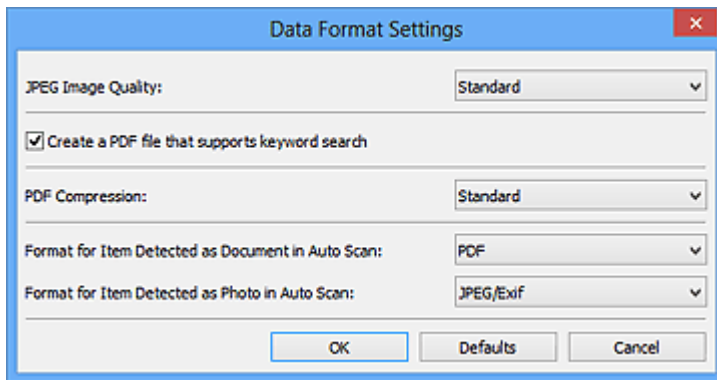 Data Format Settings
JPEG Image Quality: Standard
Create a PDF file that supports keyword search
PDF Compression: Standard
Format for Item Detected as Document in Auto Scan: PDF
Format for Item Detected as Photo in Auto Scan: JPEG/Exif
OK Defaults Cancel